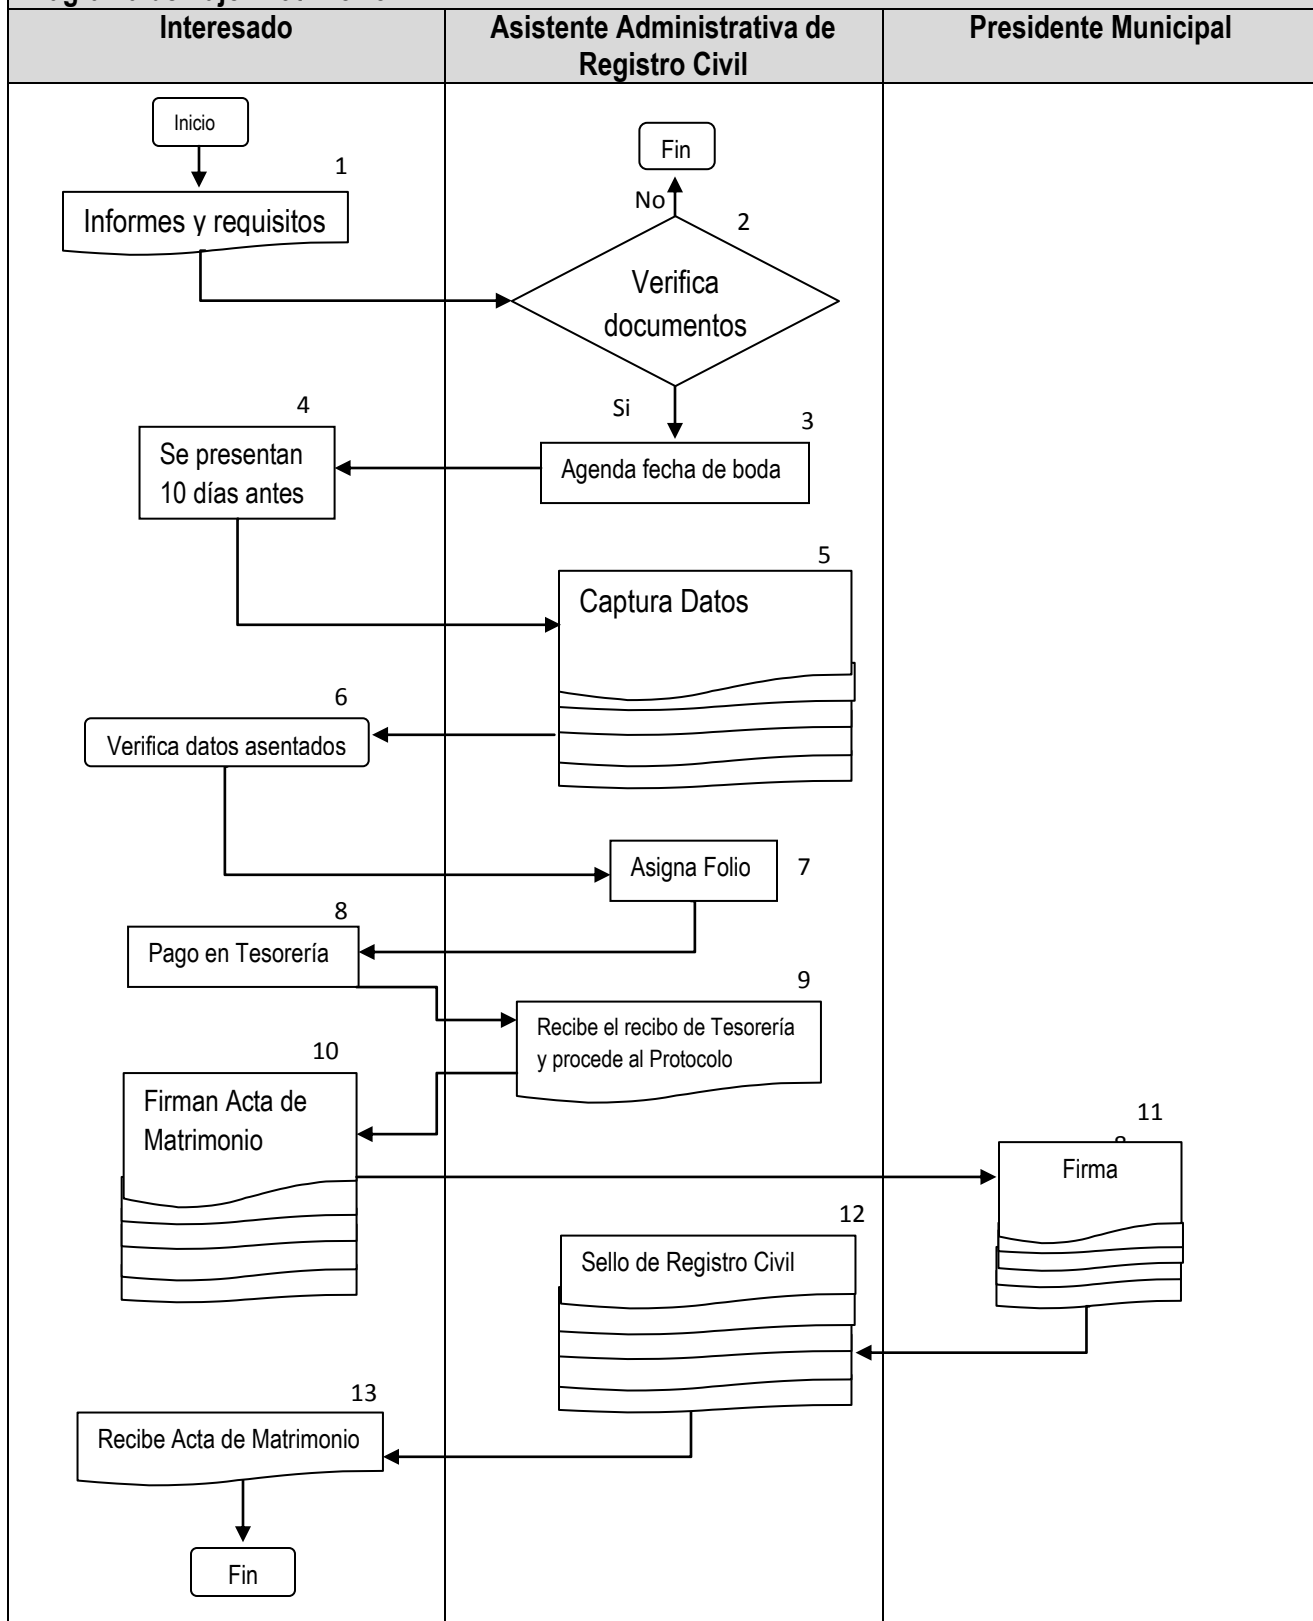 Interesado
Asistente Administrativa de
Registro Civil
Presidente Municipal
Inicio
1
Informes y requisitos
Fin
No
2
Verifica
documentos
Si
3
Agenda fecha de boda
4
Se presentan
10 días antes
5
Captura Datos
6
Verifica datos asentados
Asigna Folio
7
8
Pago en Tesorería
9
Recibe el recibo de Tesorería
y procede al Protocolo
10
Firman Acta de
Matrimonio
11
Firma
12
Sello de Registro Civil
13
Recibe Acta de Matrimonio
Fin